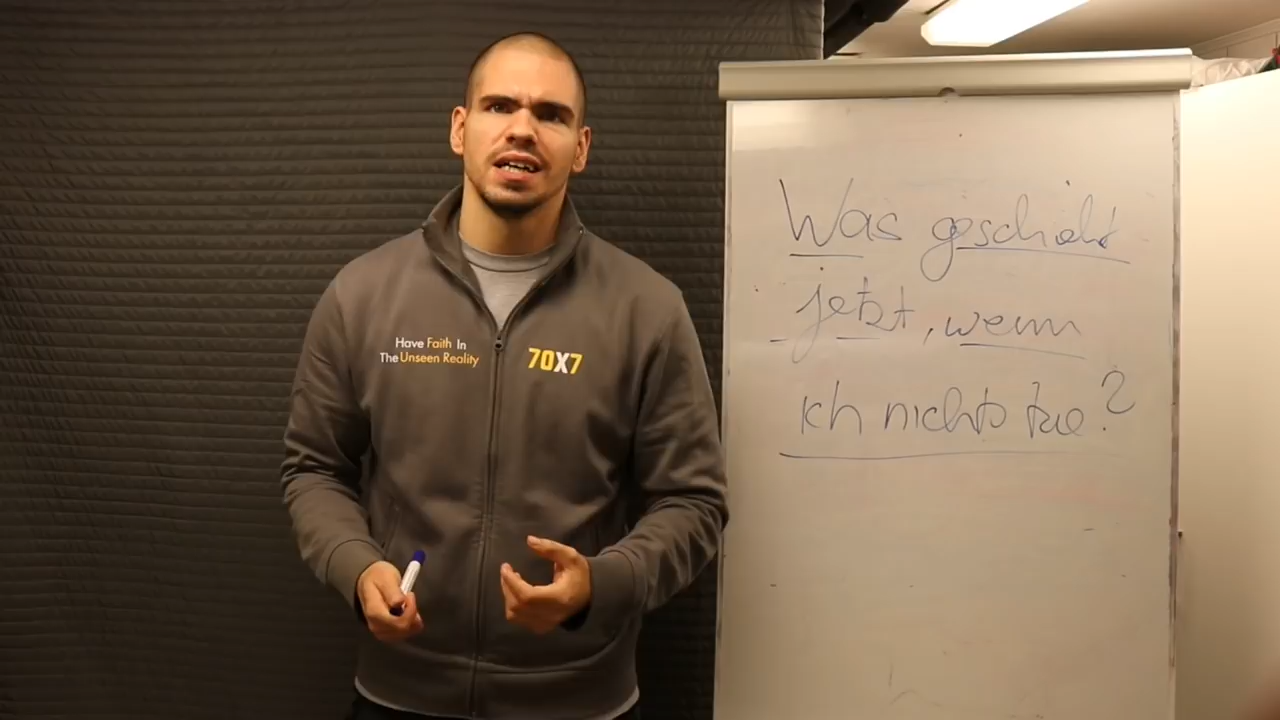 Have Faith In
The Unseen Reality
70X7
Was geschieht
jetzt, wenn
ich nichts tue?